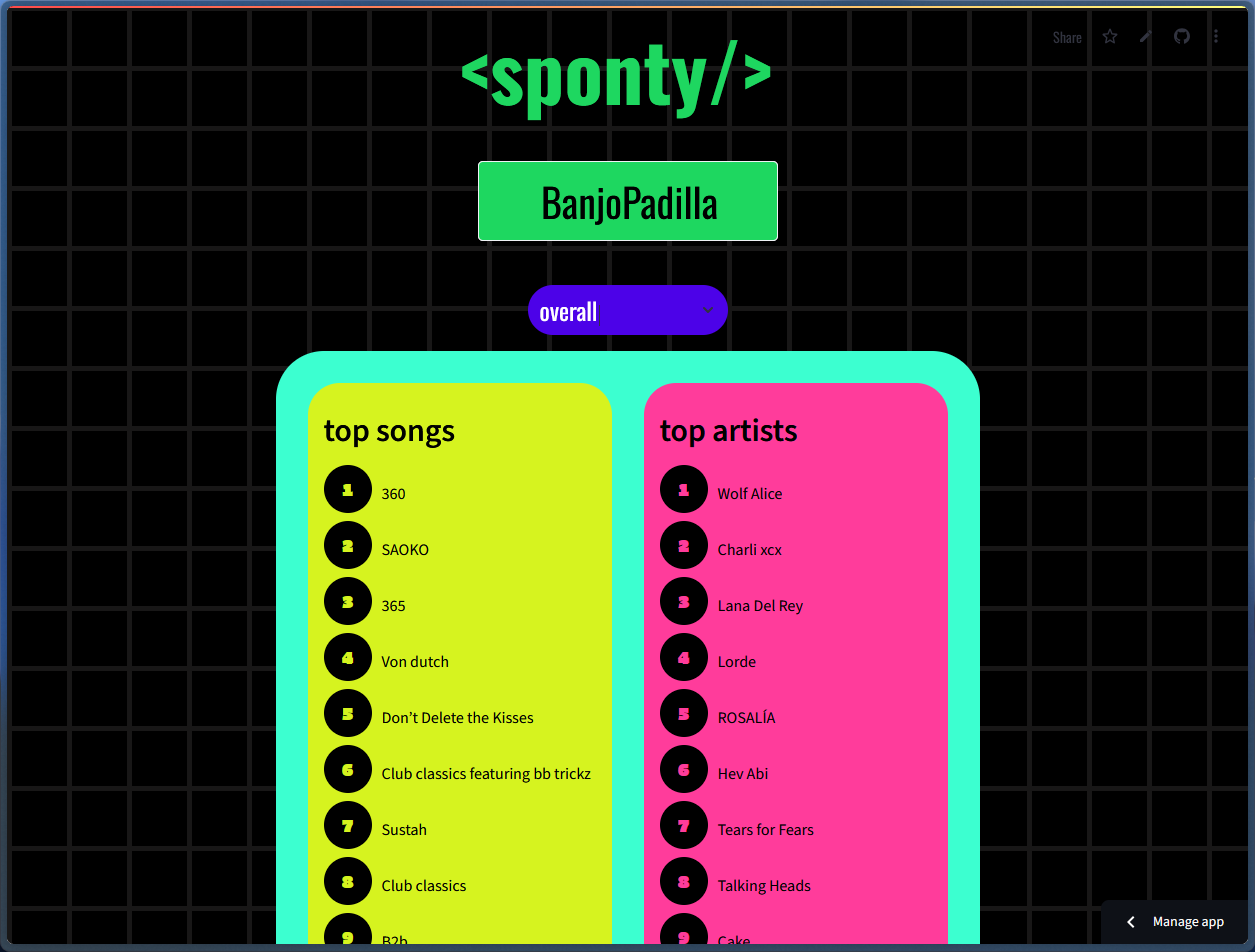 Share
<sponty/>
BanjoPadilla
overall
top songs
1 360
2 SAOKO
3 365
4 Von dutch
5 Don’t Delete the Kisses
6 Club classics featuring bb trickz
7 Sustah
8 Club classics
9 B2b
top artists
1 Wolf Alice
2 Charli xcx
3 Lana Del Rey
4 Lorde
5 ROSALÍA
6 Hev Abi
7 Tears for Fears
8 Talking Heads
9 Cake
Manage app